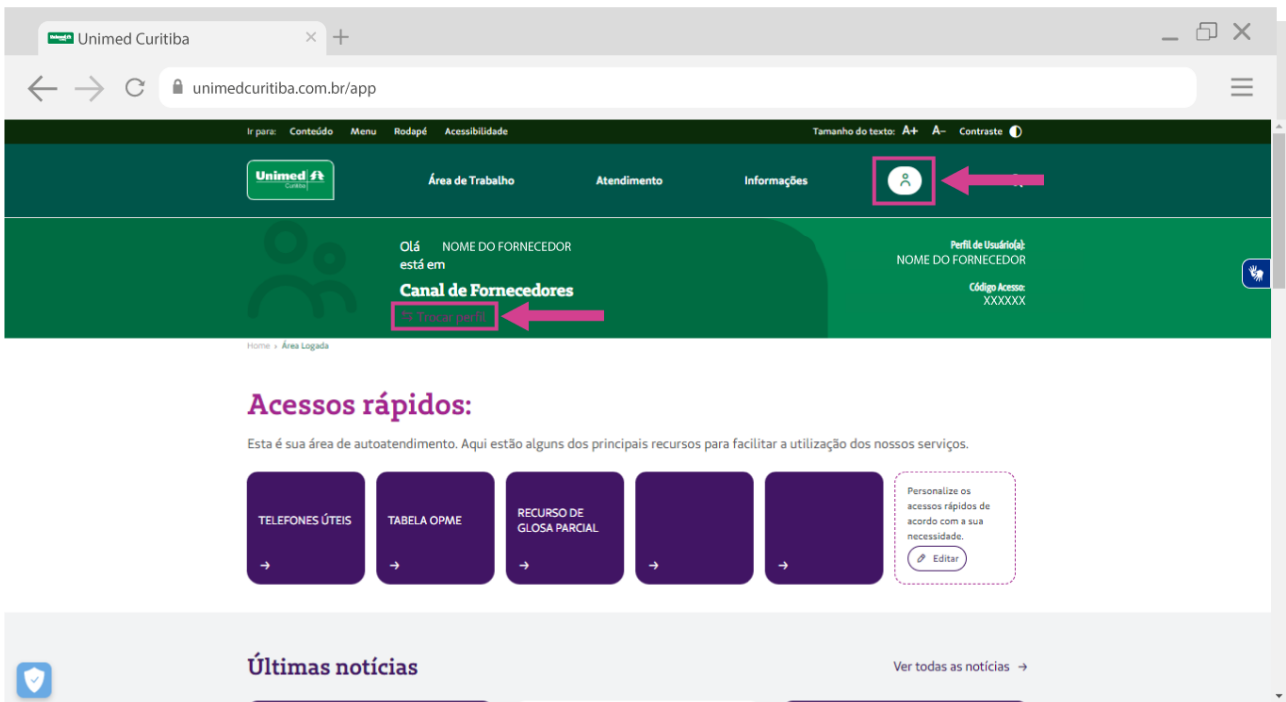 Unimed Curitiba
unimedcuritiba.com.br/app
Ir para: Conteúdo Menu Rodapé Acessibilidade
Tamanho do texto: A+ A- Contraste
Unimed
Curitiba
Área de Trabalho Atendimento Informações
Olá NOME DO FORNECEDOR
está em
Canal de Fornecedores
Trocar perfil
Perfil de Usuário(a):
NOME DO FORNECEDOR
Código Acesso:
XXXXXX
Home › Área Logada
Acessos rápidos:
Esta é sua área de autoatendimento. Aqui estão alguns dos principais recursos para facilitar a utilização dos nossos serviços.
TELEFONES ÚTEIS
TABELA OPME
RECURSO DE
GLOSA PARCIAL
Personalize os
acessos rápidos de
acordo com a sua
necessidade.
Editar
Últimas notícias
Ver todas as notícias →